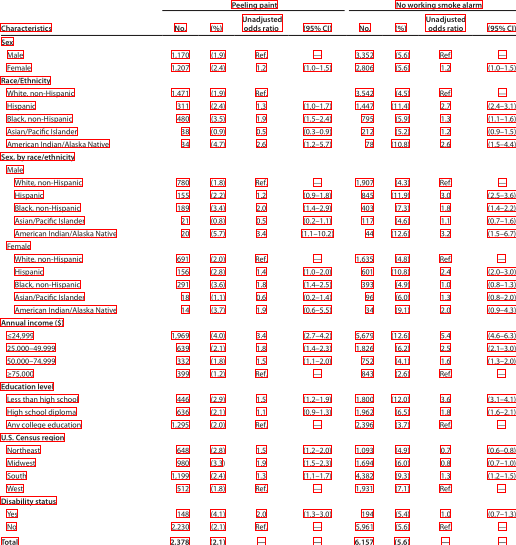 Peeling paint No working smoke alarm
Unadjusted Unadjusted
Characteristics No. (%) odds ratio (95% CI) No. (%) odds ratio (95% CI)
Sex
Male 1,170 (1.9) Ref. — 3,352 (5.6) Ref. —
Female 1,207 (2.4) 1.2 (1.0–1.5) 2,806 (5.6) 1.2 (1.0–1.5)
Race/Ethnicity
White, non-Hispanic 1,471 (1.9) Ref. — 3,542 (4.5) Ref. —
Hispanic 311 (2.4) 1.3 (1.0–1.7) 1,447 (11.4) 2.7 (2.4–3.1)
Black, non-Hispanic 480 (3.5) 1.9 (1.5–2.4) 795 (5.9) 1.3 (1.1–1.6)
Asian/Pacific Islander 38 (0.9) 0.5 (0.3–0.9) 212 (5.2) 1.2 (0.9–1.5)
American Indian/Alaska Native 34 (4.7) 2.6 (1.2–5.7) 78 (10.8) 2.6 (1.5–4.4)
Sex, by race/ethnicity
Male
White, non-Hispanic 780 (1.8) Ref. — 1,907 (4.3) Ref. —
Hispanic 155 (2.2) 1.2 (0.9–1.8) 845 (11.9) 3.0 (2.5–3.6)
Black, non-Hispanic 189 (3.4) 2.0 (1.4–2.9) 403 (7.3) 1.8 (1.4–2.2)
Asian/Pacific Islander 21 (0.8) 0.5 (0.2–1.1) 117 (4.6) 1.1 (0.7–1.6)
American Indian/Alaska Native 20 (5.7) 3.4 (1.1–10.2) 44 (12.6) 3.2 (1.5–6.7)
Female
White, non-Hispanic 691 (2.0) Ref. — 1,635 (4.8) Ref. —
Hispanic 156 (2.8) 1.4 (1.0–2.0) 601 (10.8) 2.4 (2.0–3.0)
Black, non-Hispanic 291 (3.6) 1.8 (1.4–2.5) 393 (4.9) 1.0 (0.8–1.3)
Asian/Pacific Islander 18 (1.1) 0.6 (0.2–1.4) 96 (6.0) 1.3 (0.8–2.0)
American Indian/Alaska Native 14 (3.7) 1.9 (0.6–5.5) 34 (9.1) 2.0 (0.9–4.3)
Annual income ($)
≤24,999 1,969 (4.0) 3.4 (2.7–4.2) 5,679 (12.6) 5.4 (4.6–6.3)
25,000–49,999 639 (2.1) 1.8 (1.4–2.3) 1,826 (6.2) 2.5 (2.1–3.0)
50,000–74,999 332 (1.8) 1.5 (1.1–2.0) 752 (4.1) 1.6 (1.3–2.0)
≥75,000 399 (1.2) Ref. — 843 (2.6) Ref. —
Education level
Less than high school 446 (2.9) 1.5 (1.2–1.9) 1,800 (12.0) 3.6 (3.1–4.1)
High school diploma 636 (2.1) 1.1 (0.9–1.3) 1,962 (6.5) 1.8 (1.6–2.1)
Any college education 1,295 (2.0) Ref. — 2,396 (3.7) Ref. —
U.S. Census region
Northeast 648 (2.8) 1.5 (1.2–2.0) 1,093 (4.9) 0.7 (0.6–0.8)
Midwest 980 (3.3) 1.9 (1.5–2.3) 1,694 (6.0) 0.8 (0.7–1.0)
South 1,199 (2.4) 1.3 (1.1–1.7) 4,382 (9.3) 1.3 (1.2–1.5)
West 512 (1.8) Ref. — 1,931 (7.1) Ref. —
Disability status
Yes 148 (4.1) 2.0 (1.3–3.0) 194 (5.4) 1.0 (0.7–1.3)
No 2,230 (2.1) Ref. — 5,961 (5.6) Ref. —
Total 2,378 (2.1) — — 6,157 (5.6) — —